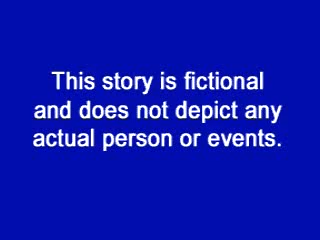 This story is fictional
and does not depict any
actual person or events.